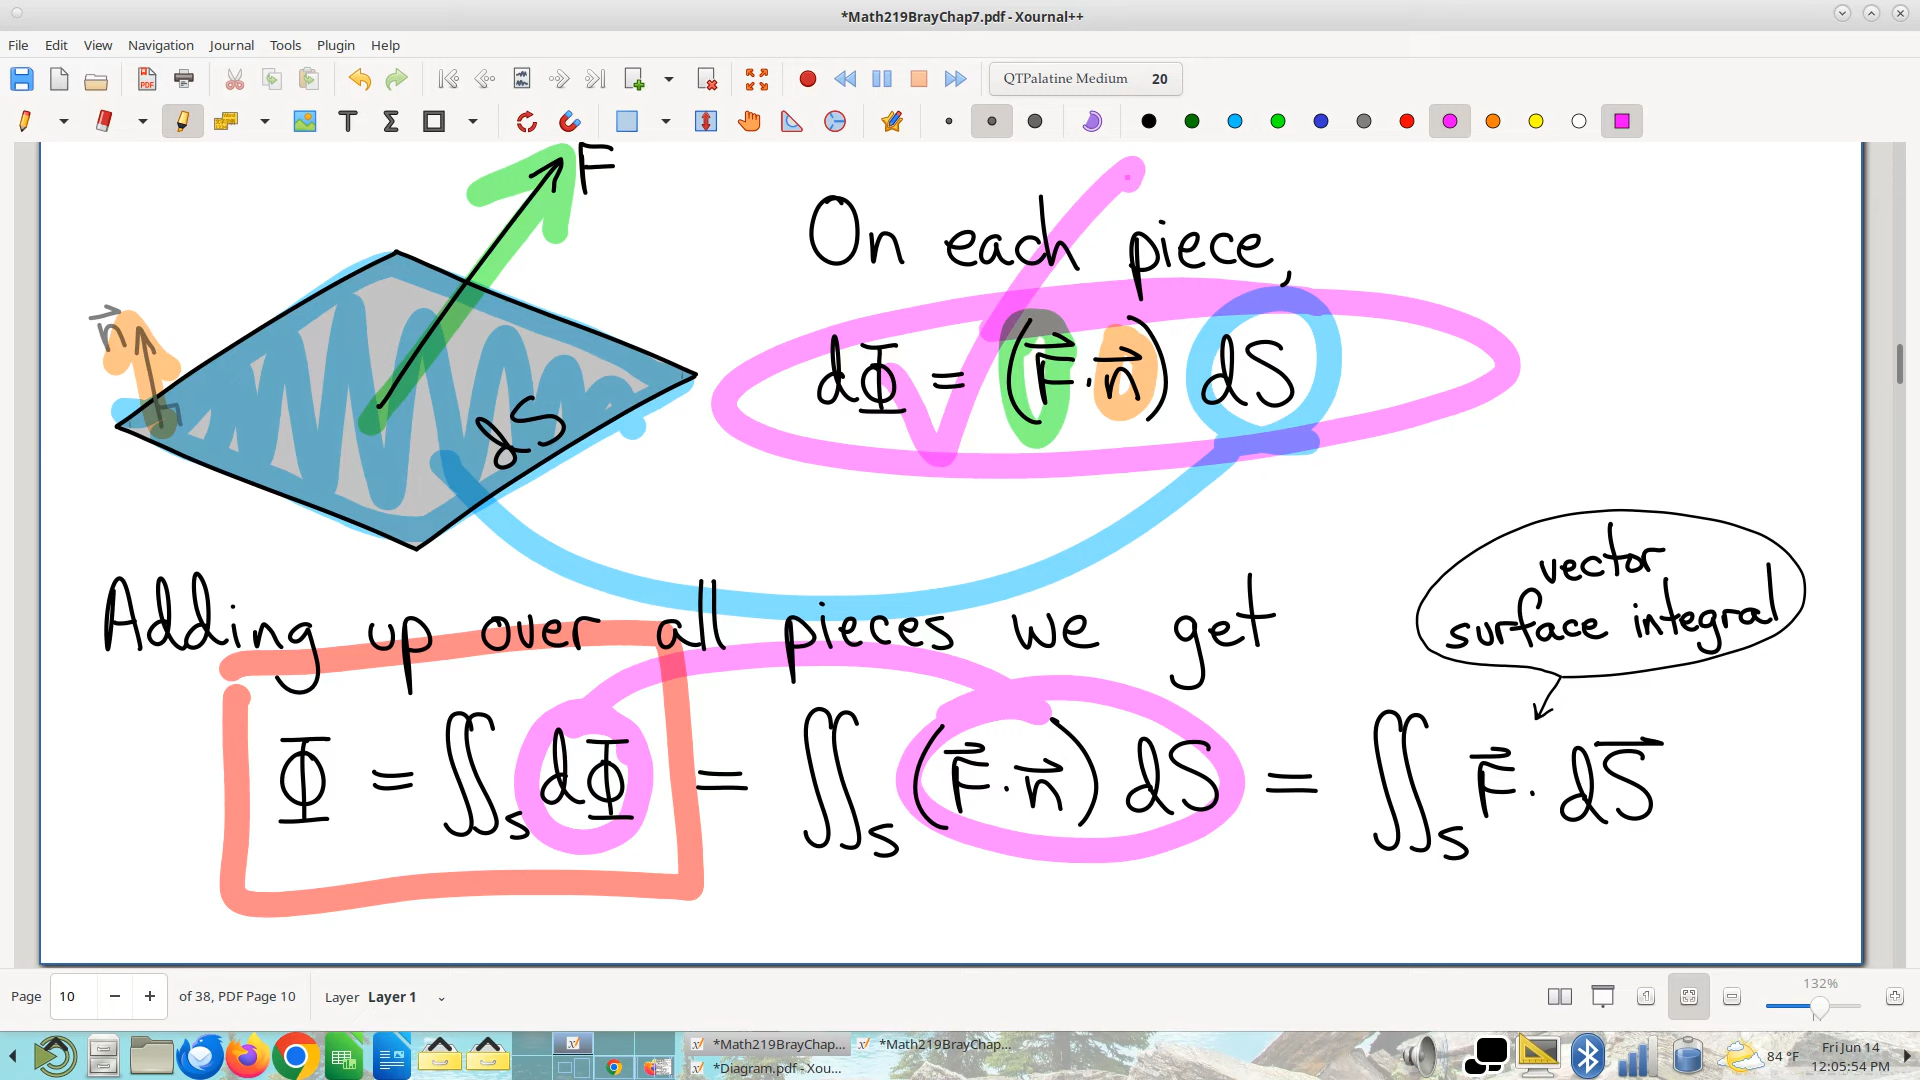 *Math219BrayChap7.pdf - Xournal++
File Edit View Navigation Journal Tools Plugin Help
QTPalatine Medium 20
F
On each piece,
n⃗
dΦ = (F⃗ · n⃗) dS
dS
vector
surface integral
Adding up over all pieces we get
Φ = ∬_S dΦ = ∬_S (F⃗ · n⃗) dS = ∬_S F⃗ · dS⃗
Page 10 of 38, PDF Page 10 Layer Layer 1
132%
*Math219BrayChap... *Math219BrayChap...
*Diagram.pdf - Xou...
84 °F
Fri Jun 14
12:05:54 PM